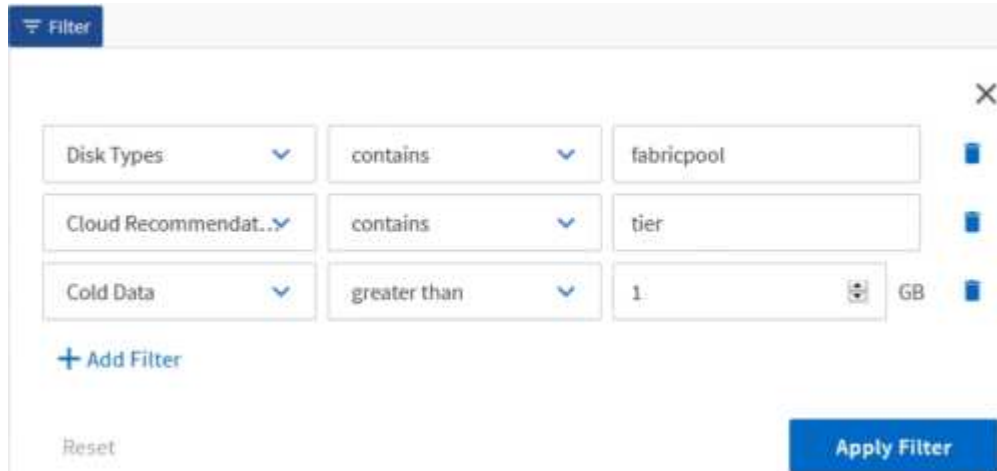 Filter
Disk Types contains fabricpool
Cloud Recommendat... contains tier
Cold Data greater than 1 GB
+ Add Filter
Reset Apply Filter